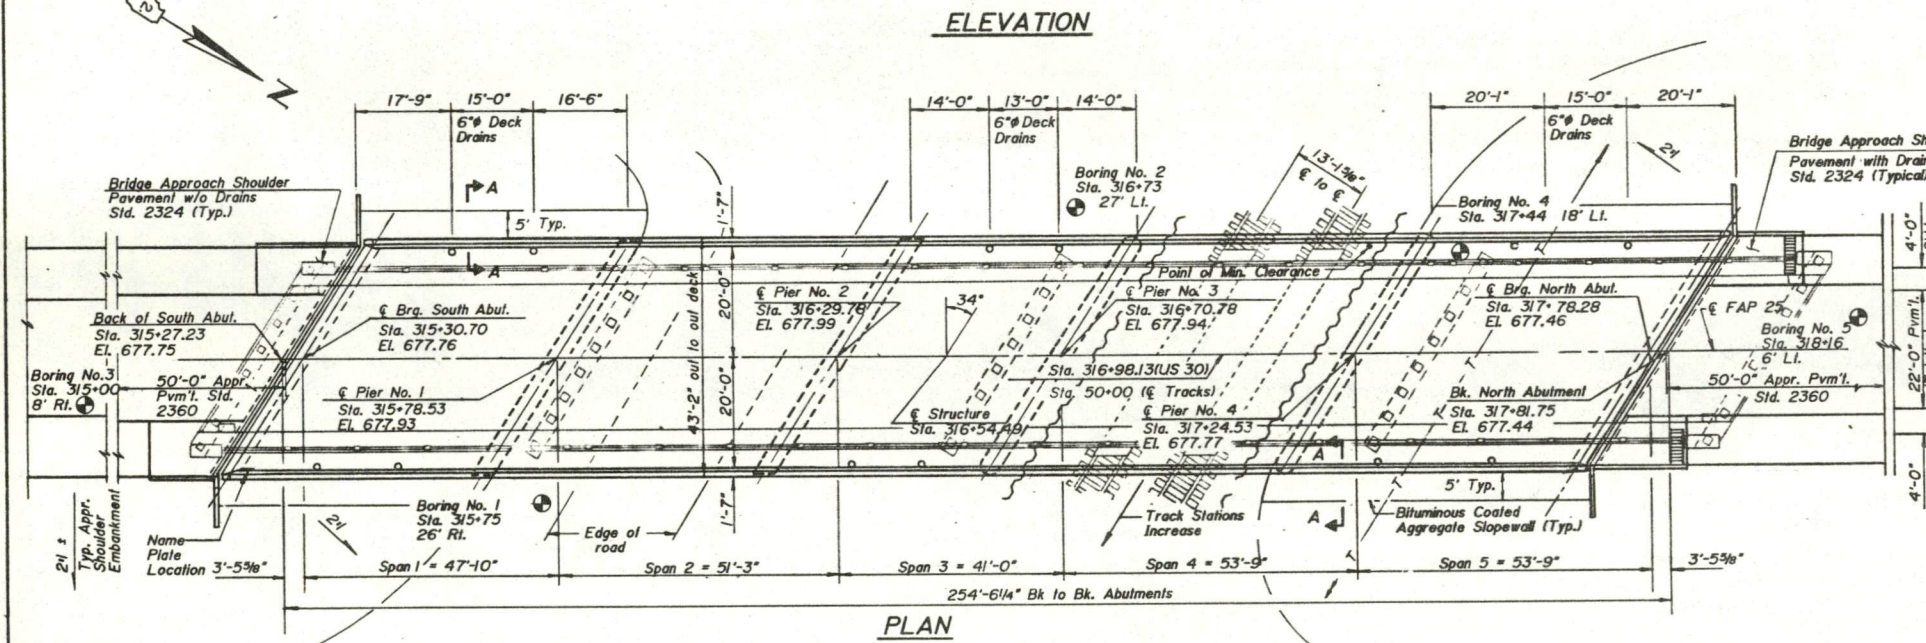 ELEVATION
2
N
17'-9" 15'-0" 16'-6"
6"ø Deck
Drains
14'-0" 13'-0" 14'-0"
6"ø Deck
Drains
20'-1" 15'-0" 20'-1"
6"ø Deck
Drains
2:1
Bridge Approach Sh
Pavement with Drain
Std. 2324 (Typical
Bridge Approach Shoulder
Pavement w/o Drains
Std. 2324 (Typ.)
A
5' Typ.
A
1'-7"
Boring No. 2
Sta. 316+73
27' Lt.
13'-1⅝"
℄ to ℄
Boring No. 4
Sta. 317+44 18' Lt.
4'-0"
Point of Min. Clearance
T
Back of South Abut.
Sta. 315+27.23
El. 677.75
℄ Brg. South Abut.
Sta. 315+30.70
El. 677.76
43'-2" out to out deck
20'-0"
20'-0"
℄ Pier No. 2
Sta. 316+29.78
El. 677.99
34°
℄ Pier No. 3
Sta. 316+70.78
El. 677.94
℄ Brg. North Abut.
Sta. 317+78.28
El. 677.46
℄ FAP 25
Boring No. 5
Sta. 318+16
6' Lt.
22'-0" Pvm't.
Boring No.3
Sta. 315+00
8' Rt.
50'-0" Appr.
Pvm't. Std.
2360
℄ Pier No. 1
Sta. 315+78.53
El. 677.93
℄ Structure
Sta. 316+54.49
Sta. 316+98.13(US 30)
Sta. 50+00 (℄ Tracks)
℄ Pier No. 4
Sta. 317+24.53
El. 677.77
Bk. North Abutment
Sta. 317+81.75
El. 677.44
50'-0" Appr. Pvm't.
Std. 2360
4'-0"
A
T
5' Typ.
1'-7"
2:1 ±
Typ. Appr.
Shoulder
Embankment
Name
Plate
Location
2:1
Boring No. 1
Sta. 315+75
26' Rt.
Edge of
road
Track Stations
Increase
A
Bituminous Coated
Aggregate Slopewall (Typ.)
T
3'-5⅝" Span 1 = 47'-10" Span 2 = 51'-3" Span 3 = 41'-0" Span 4 = 53'-9" Span 5 = 53'-9" 3'-5⅝"
254'-6¼" Bk to Bk. Abutments
PLAN